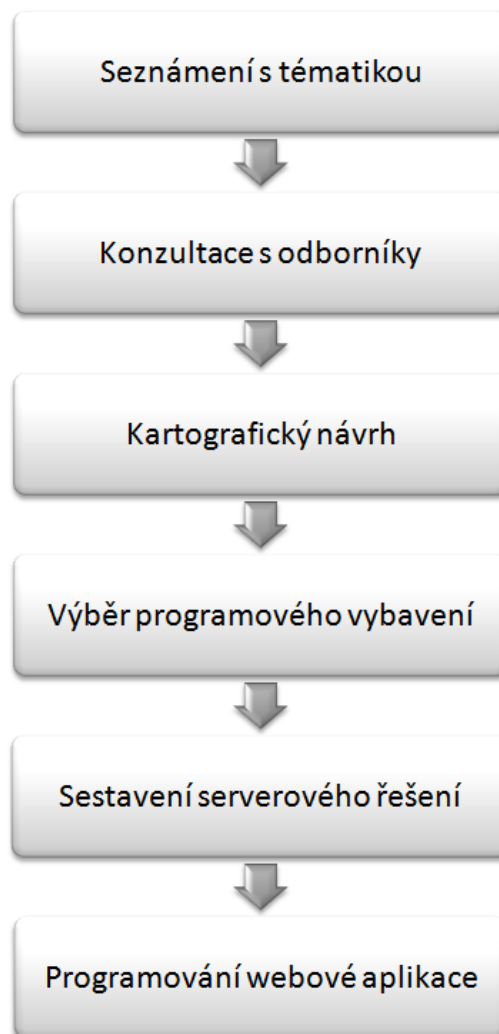 Seznámení s tématikou
Konzultace s odborníky
Kartografický návrh
Výběr programového vybavení
Sestavení serverového řešení
Programování webové aplikace